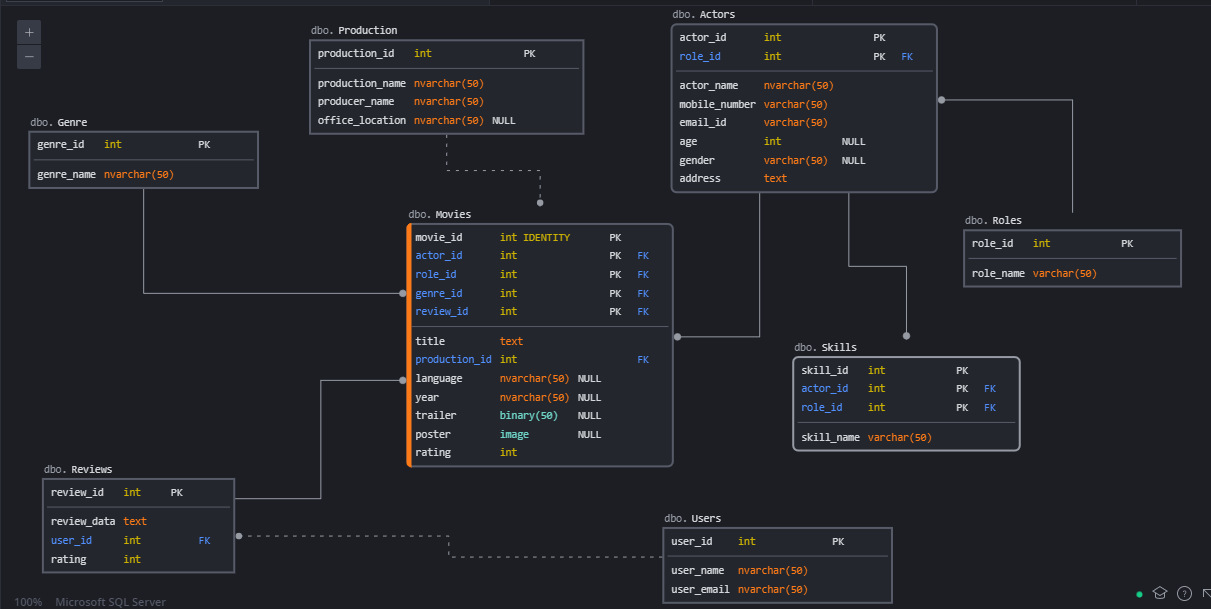 +
−
dbo. Production
production_id int PK
production_name nvarchar(50)
producer_name nvarchar(50)
office_location nvarchar(50) NULL
dbo. Actors
actor_id int PK
role_id int PK FK
actor_name nvarchar(50)
mobile_number varchar(50)
email_id varchar(50)
age int NULL
gender varchar(50) NULL
address text
dbo. Genre
genre_id int PK
genre_name nvarchar(50)
dbo. Movies
movie_id int IDENTITY PK
actor_id int PK FK
role_id int PK FK
genre_id int PK FK
review_id int PK FK
title text
production_id int FK
language nvarchar(50) NULL
year nvarchar(50) NULL
trailer binary(50) NULL
poster image NULL
rating int
dbo. Roles
role_id int PK
role_name varchar(50)
dbo. Skills
skill_id int PK
actor_id int PK FK
role_id int PK FK
skill_name varchar(50)
dbo. Reviews
review_id int PK
review_data text
user_id int FK
rating int
dbo. Users
user_id int PK
user_name nvarchar(50)
user_email nvarchar(50)
100% Microsoft SQL Server
?